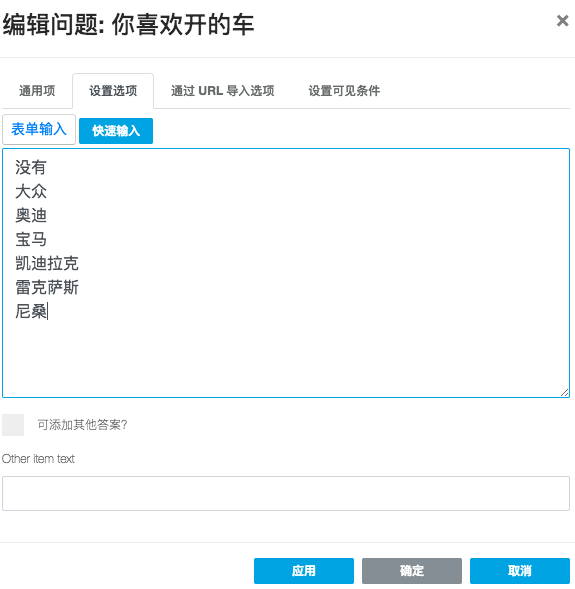 编辑问题: 你喜欢开的车
×
通用项 设置选项 通过 URL 导入选项 设置可见条件
表单输入 快速输入
没有
大众
奥迪
宝马
凯迪拉克
雷克萨斯
尼桑
可添加其他答案?
Other item text
应用 确定 取消